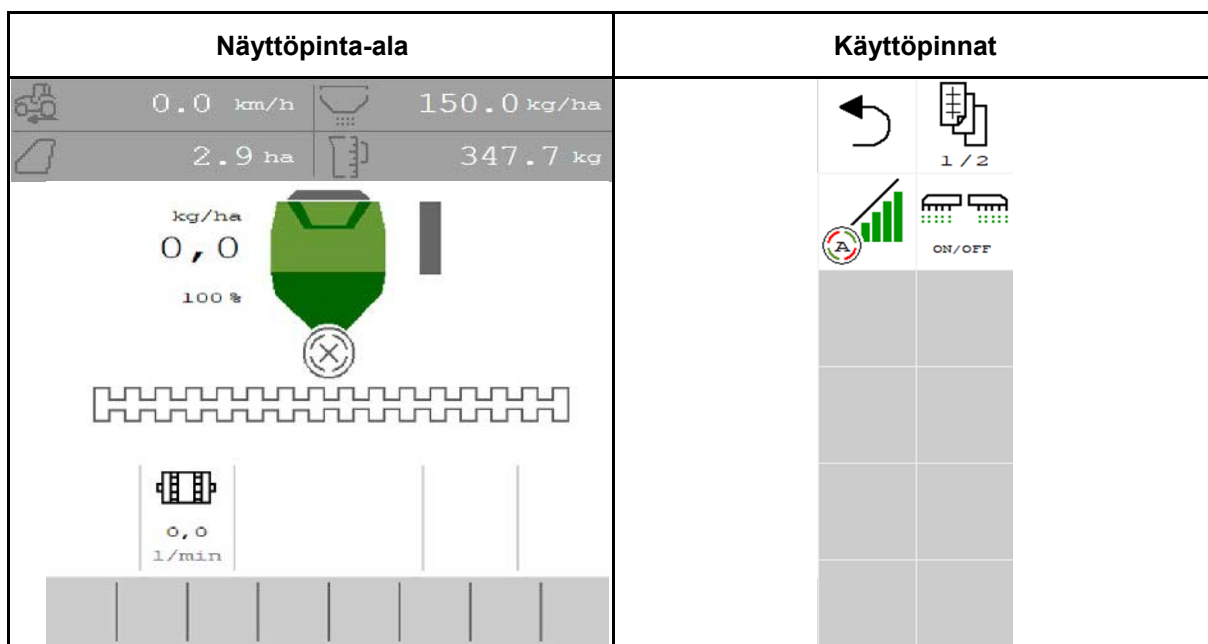 Näyttöpinta-ala
Käyttöpinnat
0.0 km/h
150.0 kg/ha
2.9 ha
347.7 kg
kg/ha
0,0
100 %
0,0
1/min
1/2
A
ON/OFF